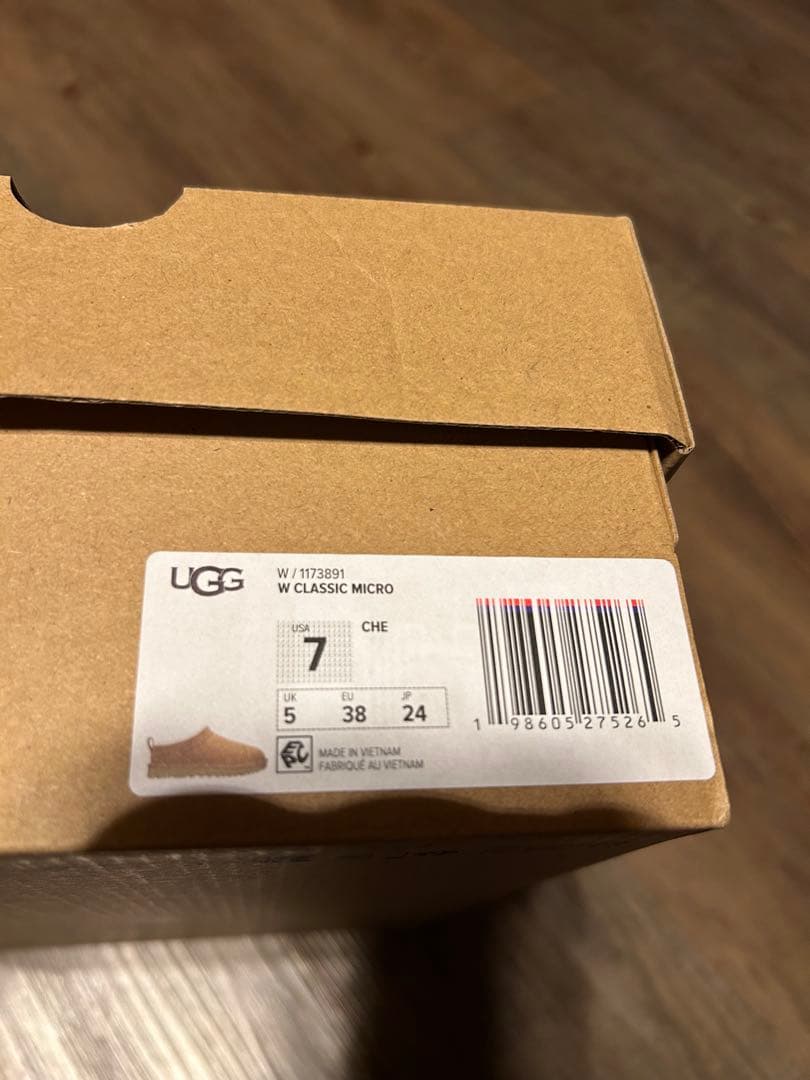 UGG
W / 1173891
W CLASSIC MICRO
USA
7
CHE
UK EU JP
5 38 24
MADE IN VIETNAM
FABRIQUÉ AU VIETNAM
1 98605 27526 5